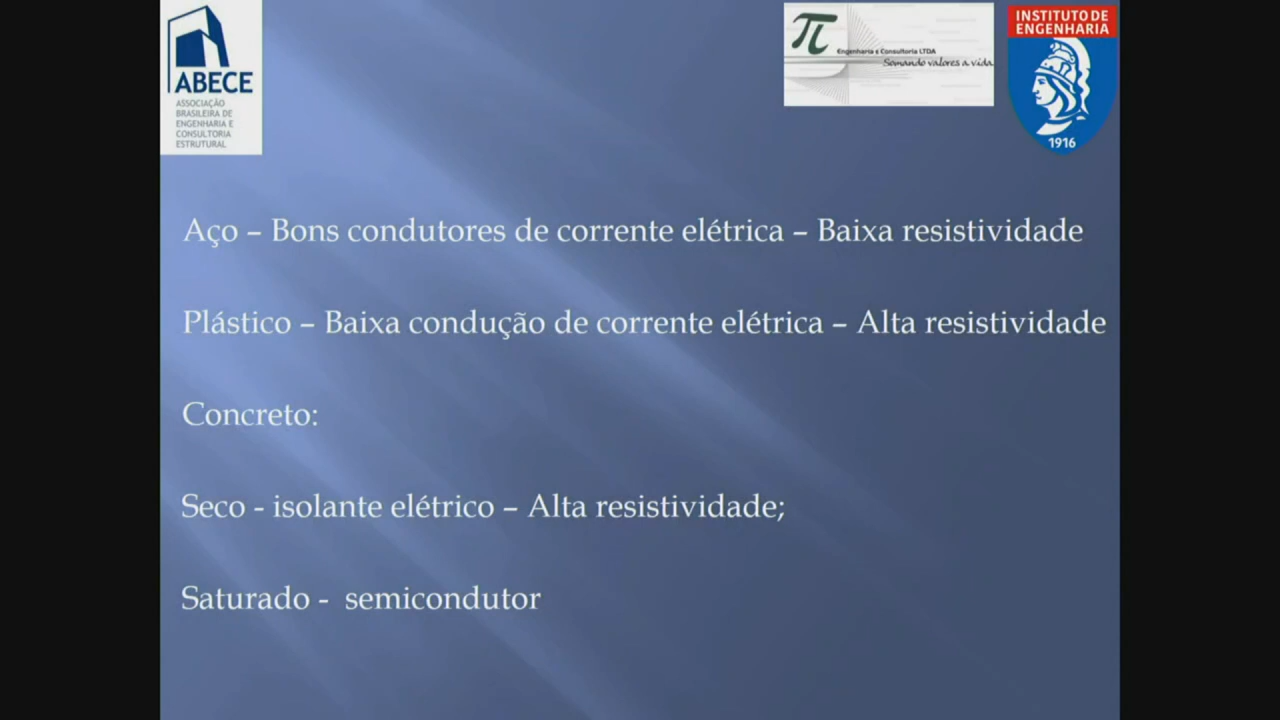 ABECE
ASSOCIAÇÃO
BRASILEIRA DE
ENGENHARIA E
CONSULTORIA
ESTRUTURAL
π
Engenharia e Consultoria LTDA
Somando valores a vida
INSTITUTO DE
ENGENHARIA
1916
Aço – Bons condutores de corrente elétrica – Baixa resistividade
Plástico – Baixa condução de corrente elétrica – Alta resistividade
Concreto:
Seco - isolante elétrico – Alta resistividade;
Saturado - semicondutor